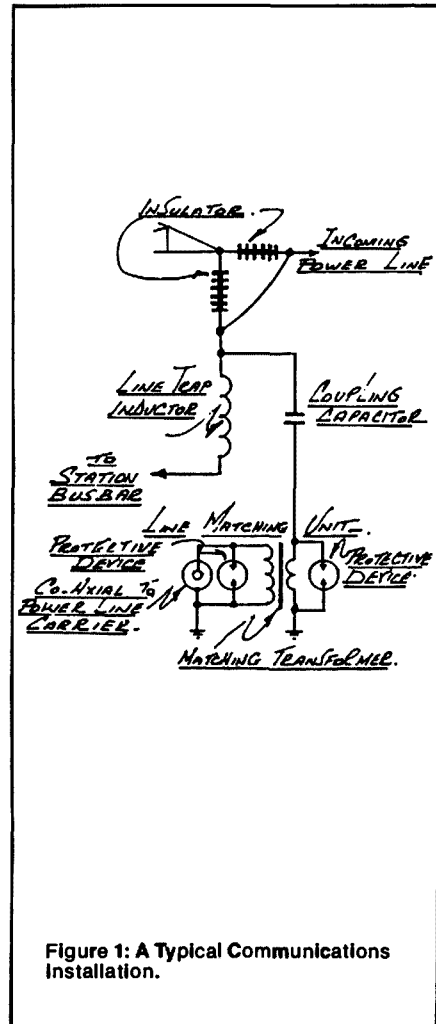 INSULATOR.
INCOMING
POWER LINE
LINE TRAP
INDUCTOR
COUPLING
CAPACITOR
TO
STATION
BUSBAR
LINE MATCHING UNIT
PROTECTIVE
DEVICE
PROTECTIVE
DEVICE.
CO-AXIAL TO
POWER LINE
CARRIER.
MATCHING TRANSFORMER.
Figure 1: A Typical Communications
Installation.